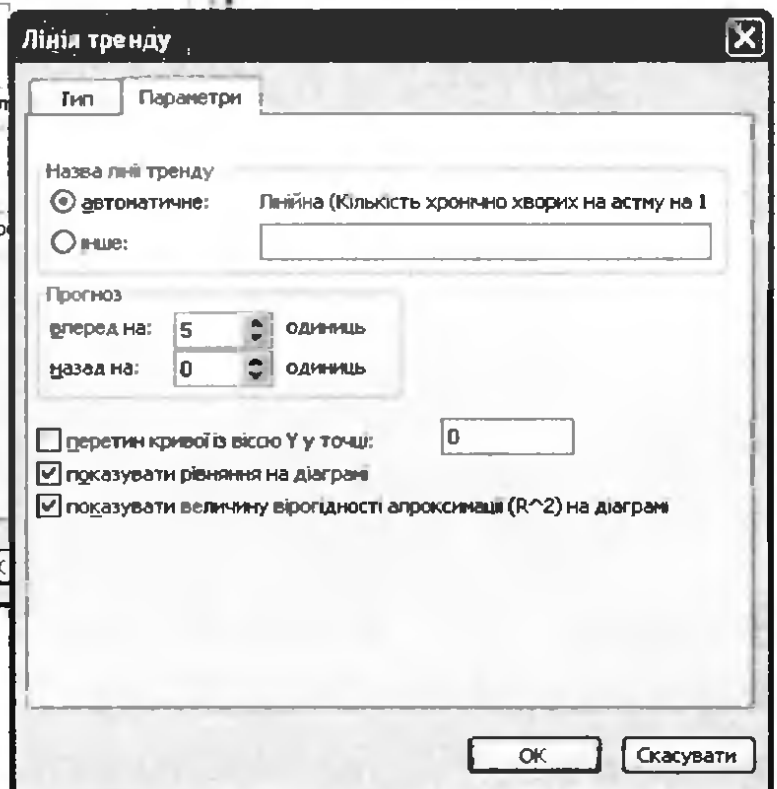 Лінія тренду
Тип Параметри
Назва лінії тренду
автоматичне: Лінійна (Кількість хронічно хворих на астму на 1
інше:
Прогноз
вперед на: 5 одиниць
назад на: 0 одиниць
перетин кривої із віссю Y у точці: 0
показувати рівняння на діаграмі
показувати величину вірогідності апроксимації (R^2) на діаграмі
ОК Скасувати